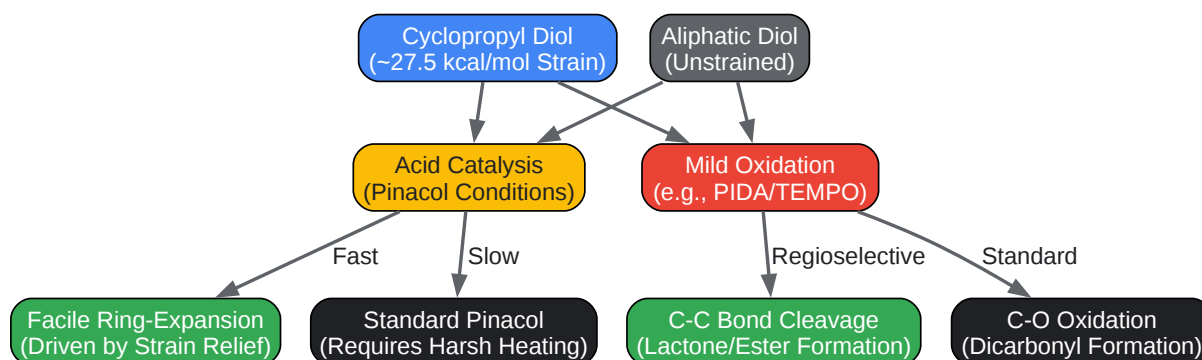 Cyclopropyl Diol
(~27.5 kcal/mol Strain)
Aliphatic Diol
(Unstrained)
Acid Catalysis
(Pinacol Conditions)
Mild Oxidation
(e.g., PIDA/TEMPO)
Fast
Slow
Regioselective
Standard
Facile Ring-Expansion
(Driven by Strain Relief)
Standard Pinacol
(Requires Harsh Heating)
C-C Bond Cleavage
(Lactone/Ester Formation)
C-O Oxidation
(Dicarbonyl Formation)